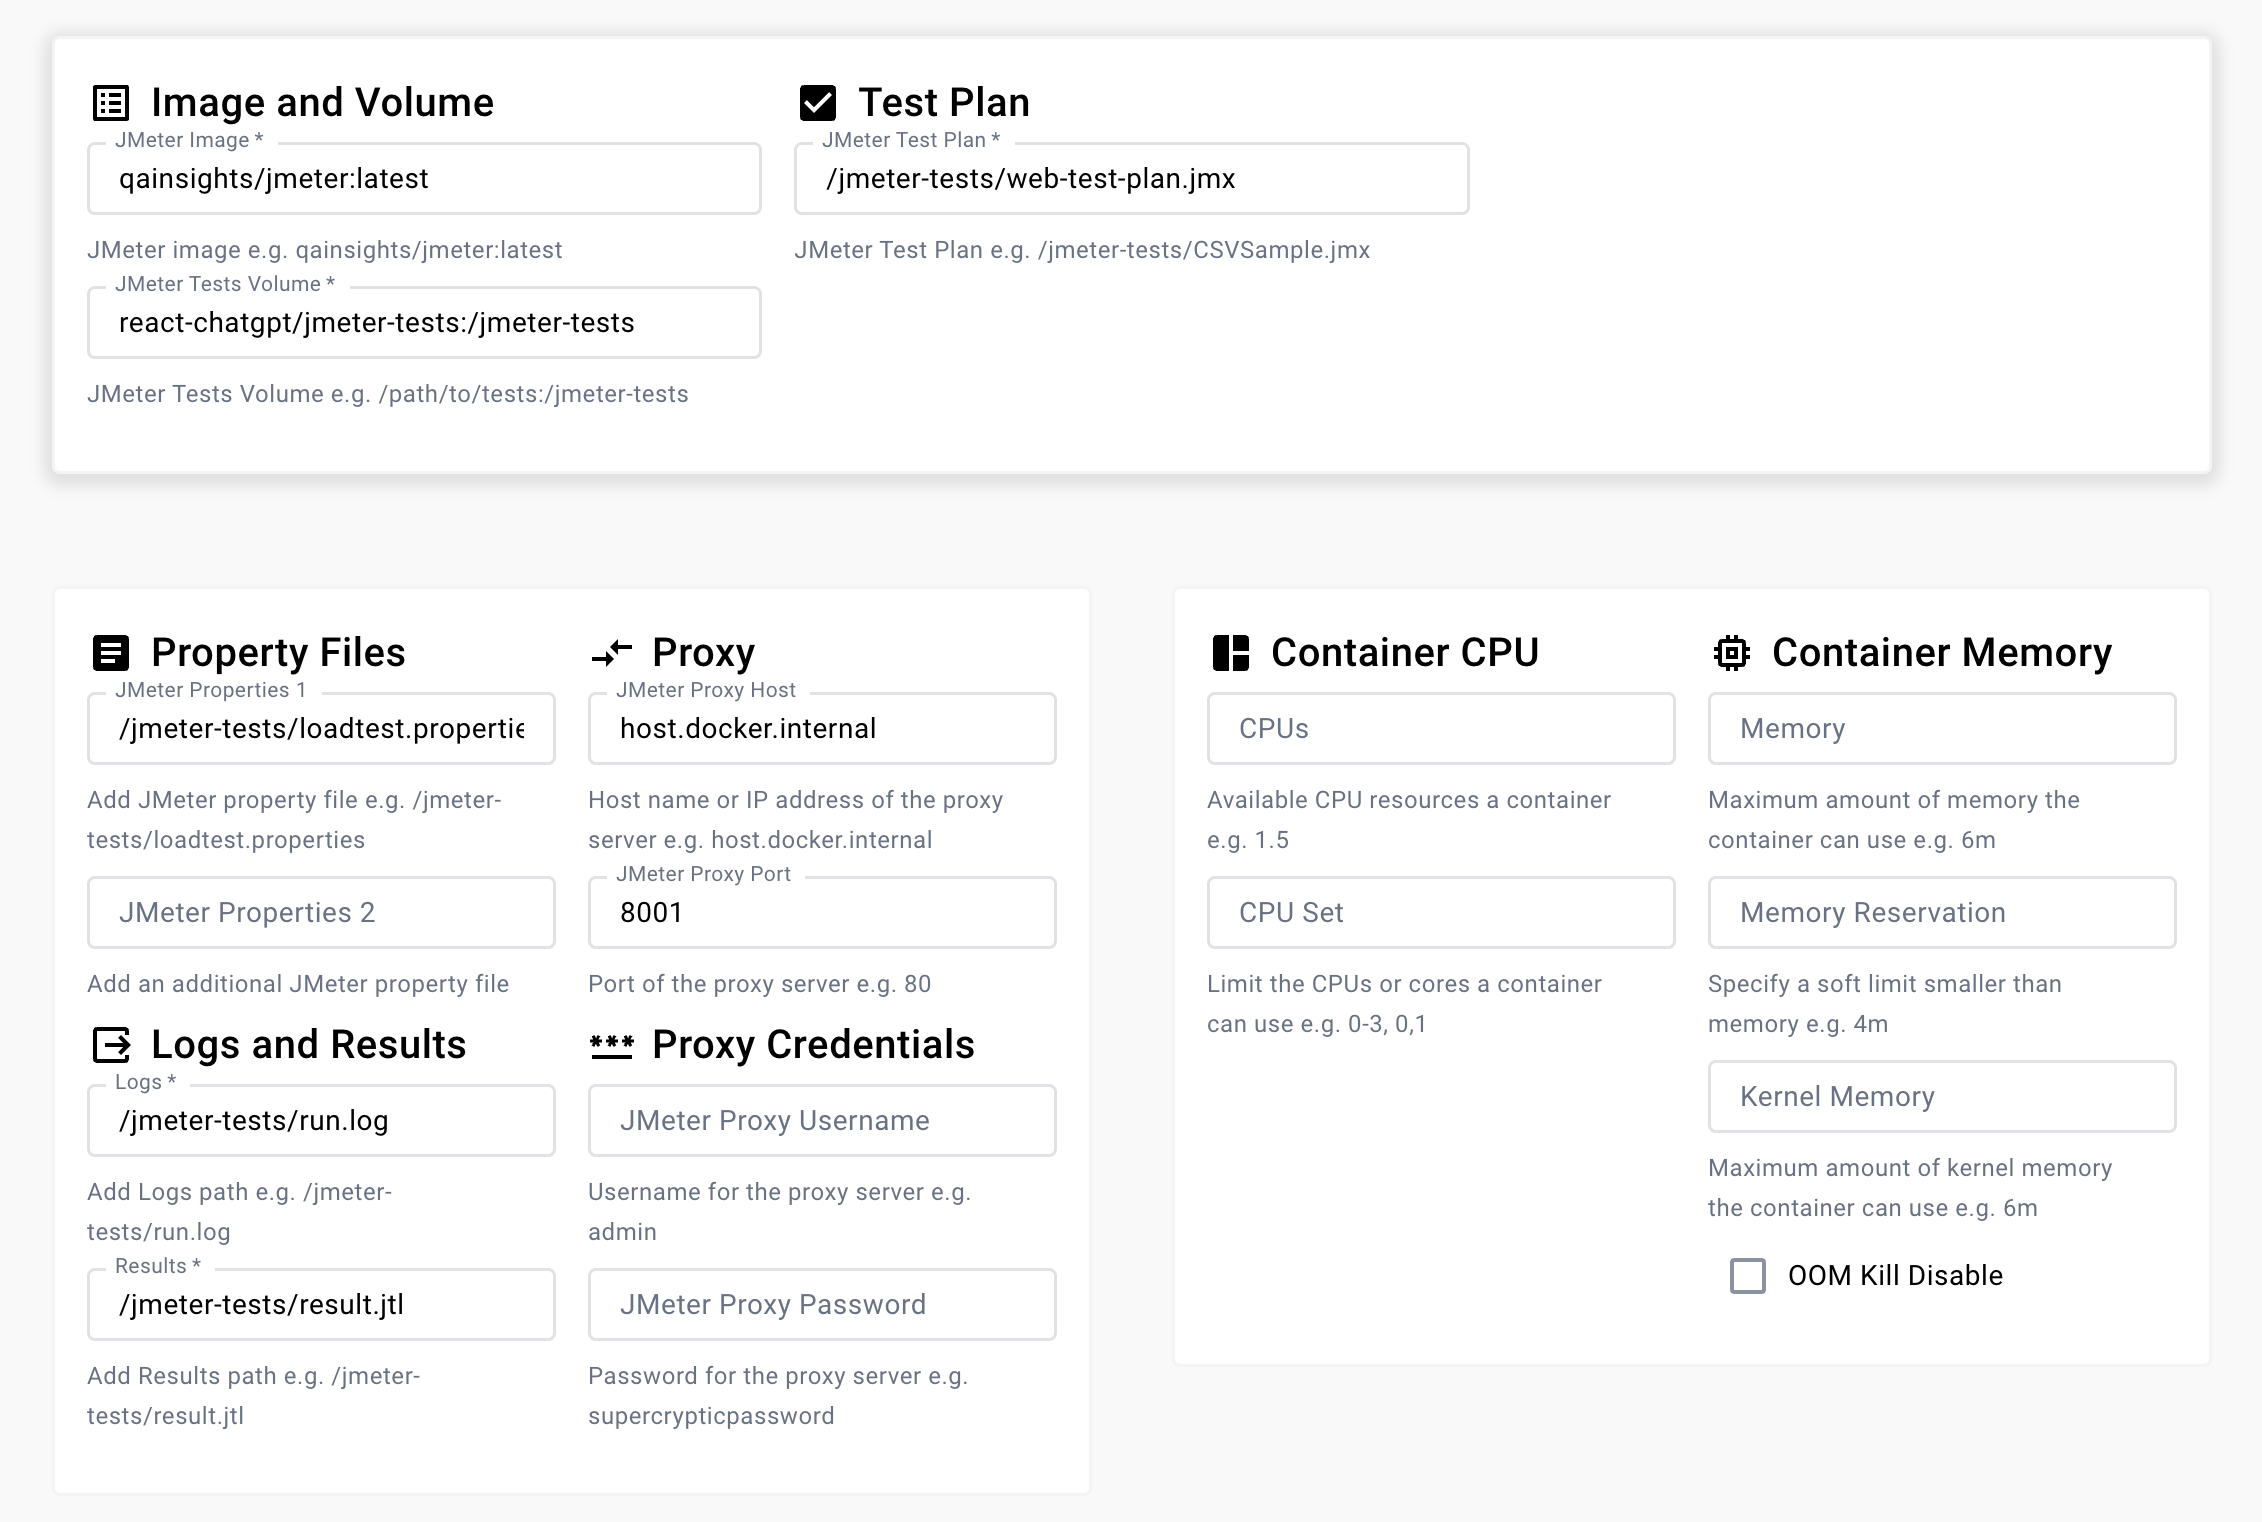 Image and Volume
JMeter Image *
qainsights/jmeter:latest
JMeter image e.g. qainsights/jmeter:latest
JMeter Tests Volume *
react-chatgpt/jmeter-tests:/jmeter-tests
JMeter Tests Volume e.g. /path/to/tests:/jmeter-tests
Test Plan
JMeter Test Plan *
/jmeter-tests/web-test-plan.jmx
JMeter Test Plan e.g. /jmeter-tests/CSVSample.jmx
Property Files
JMeter Properties 1
/jmeter-tests/loadtest.propertie
Add JMeter property file e.g. /jmeter-
tests/loadtest.properties
JMeter Properties 2
Add an additional JMeter property file
Logs and Results
Logs *
/jmeter-tests/run.log
Add Logs path e.g. /jmeter-
tests/run.log
Results *
/jmeter-tests/result.jtl
Add Results path e.g. /jmeter-
tests/result.jtl
Proxy
JMeter Proxy Host
host.docker.internal
Host name or IP address of the proxy
server e.g. host.docker.internal
JMeter Proxy Port
8001
Port of the proxy server e.g. 80
*** Proxy Credentials
JMeter Proxy Username
Username for the proxy server e.g.
admin
JMeter Proxy Password
Password for the proxy server e.g.
supercrypticpassword
Container CPU
CPUs
Available CPU resources a container
e.g. 1.5
CPU Set
Limit the CPUs or cores a container
can use e.g. 0-3, 0,1
Container Memory
Memory
Maximum amount of memory the
container can use e.g. 6m
Memory Reservation
Specify a soft limit smaller than
memory e.g. 4m
Kernel Memory
Maximum amount of kernel memory
the container can use e.g. 6m
OOM Kill Disable